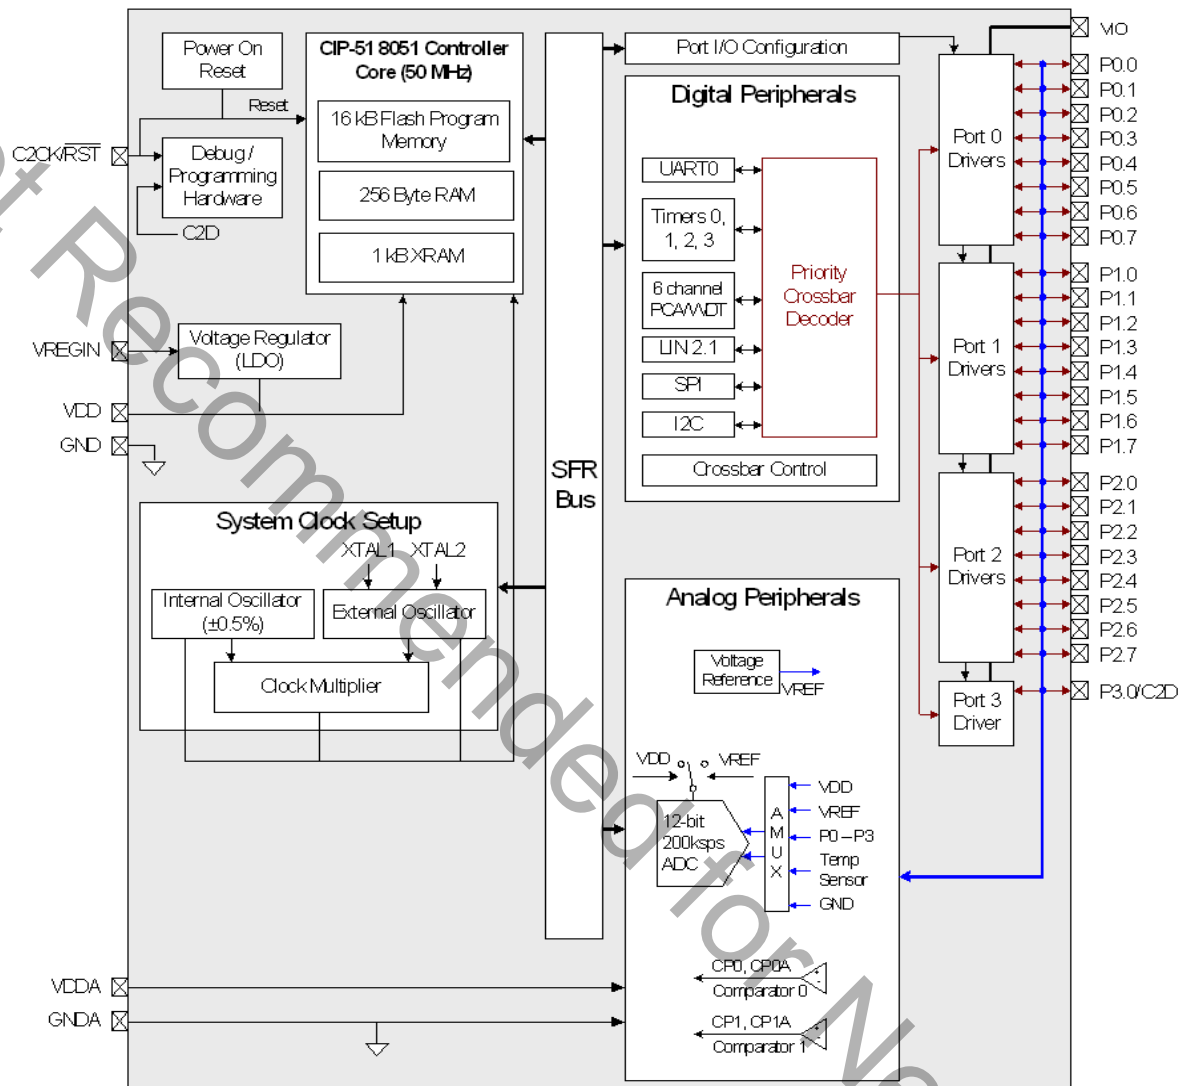 Power On
Reset
CIP-51 8051 Controller
Core (50 MHz)
16 kB Flash Program
Memory
256 Byte RAM
1 kB XRAM
Reset
C2CK/RST
Debug /
Programming
Hardware
C2D
VREGIN
Voltage Regulator
(LDO)
VDD
GND
System Clock Setup
XTAL1 XTAL2
Internal Oscillator
(±0.5%)
External Oscillator
Clock Multiplier
SFR
Bus
Port I/O Configuration
Digital Peripherals
UART0
Timers 0,
1, 2, 3
6 channel
PCA/WDT
LIN 2.1
SPI
I2C
Priority
Crossbar
Decoder
Crossbar Control
Analog Peripherals
Voltage
Reference
VREF
VDD
VREF
12-bit
200ksps
ADC
A
M
U
X
VDD
VREF
P0 – P3
Temp
Sensor
GND
CP0, CP0A
Comparator 0
+
-
CP1, CP1A
Comparator 1
+
-
VDDA
GNDA
Port 0
Drivers
Port 1
Drivers
Port 2
Drivers
Port 3
Driver
VIO
P0.0
P0.1
P0.2
P0.3
P0.4
P0.5
P0.6
P0.7
P1.0
P1.1
P1.2
P1.3
P1.4
P1.5
P1.6
P1.7
P2.0
P2.1
P2.2
P2.3
P2.4
P2.5
P2.6
P2.7
P3.0/C2D
Recommended for